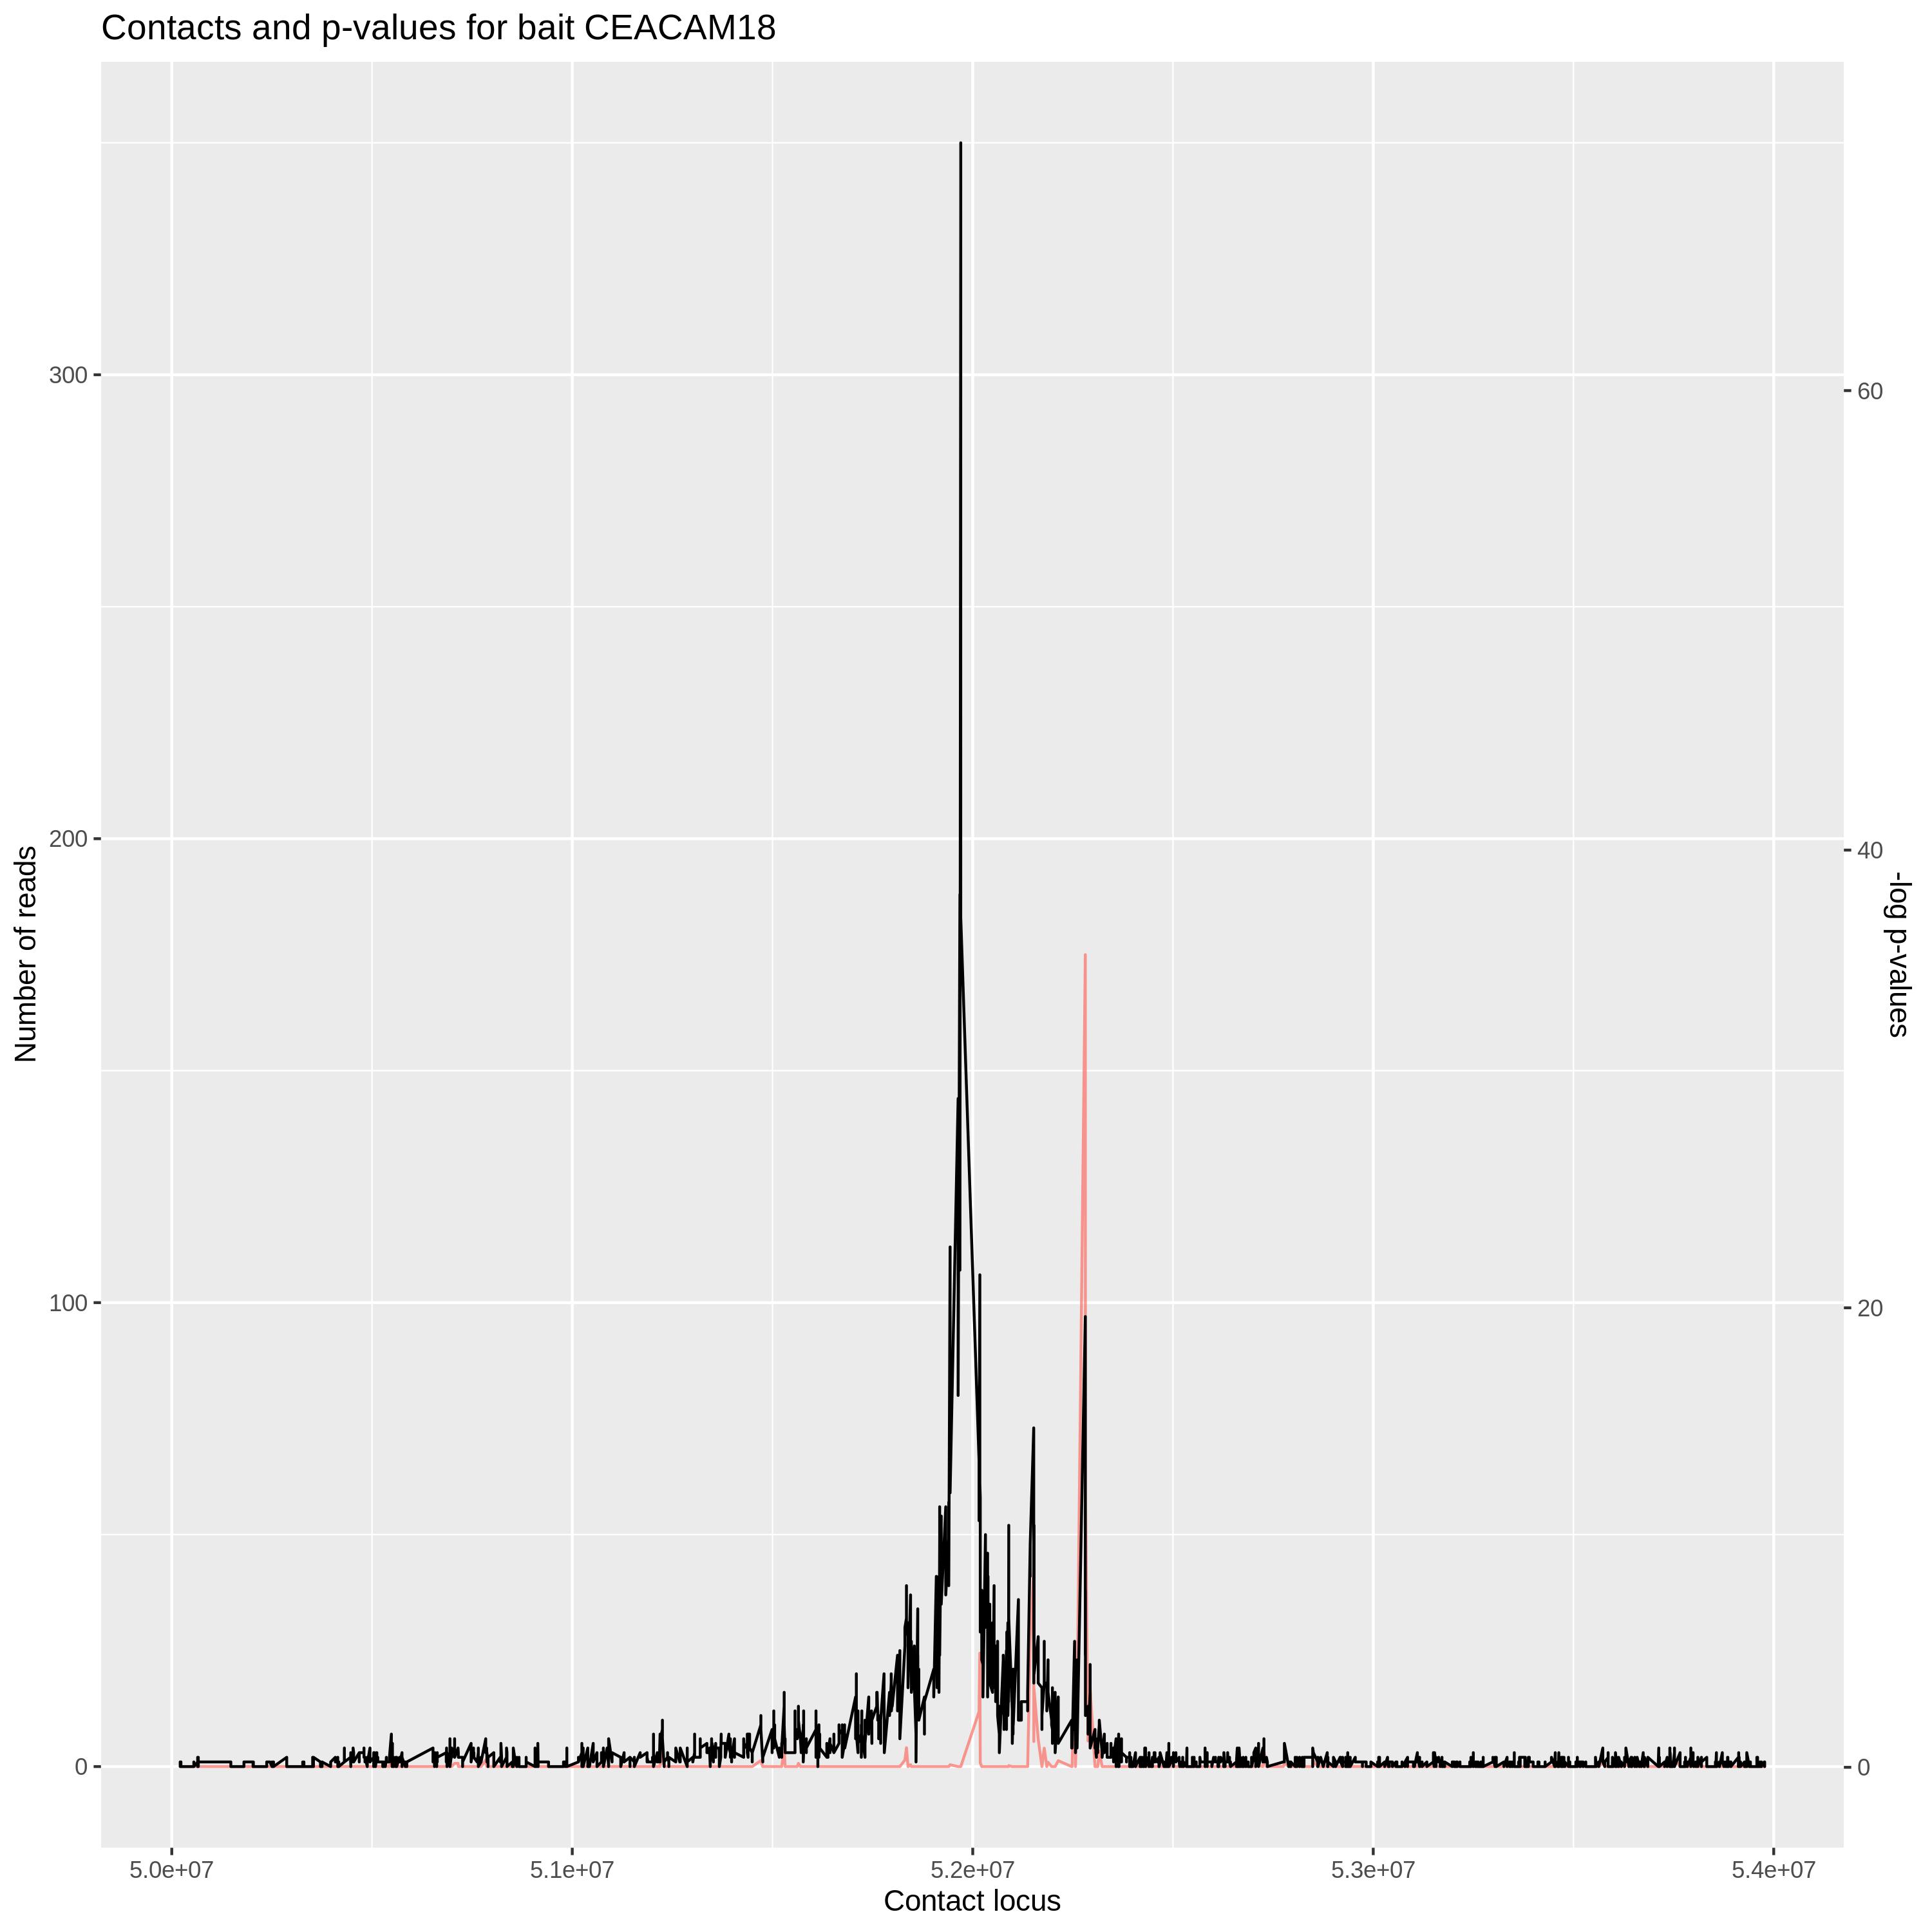 Contacts and p-values for bait CEACAM18
300
200
100
0
60
40
20
0
Number of reads
-log p-values
5.0e+07
5.1e+07
5.2e+07
5.3e+07
5.4e+07
Contact locus